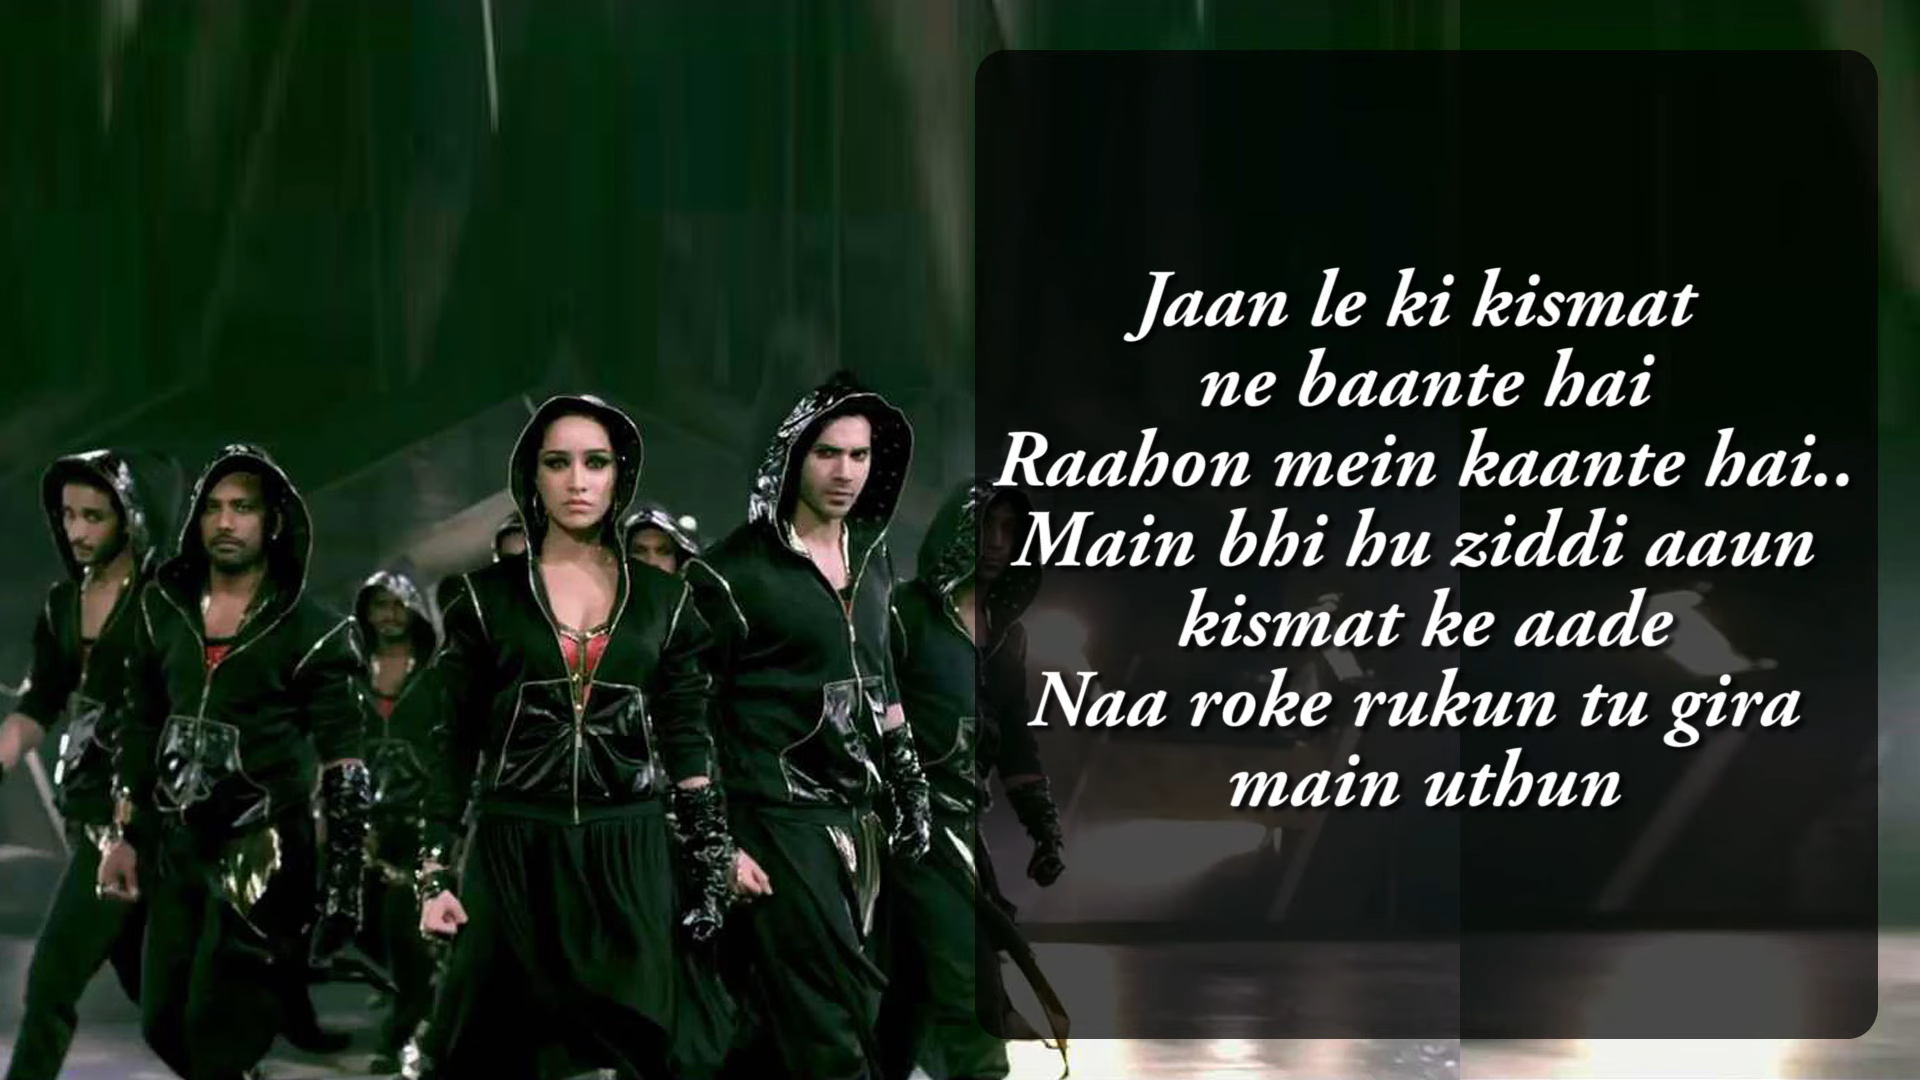 Jaan le ki kismat
ne baante hai
Raahon mein kaante hai..
Main bhi hu ziddi aaun
kismat ke aade
Naa roke rukun tu gira
main uthun